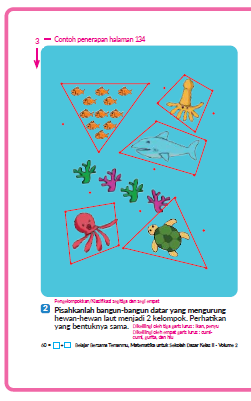 3 — Contoh penerapan halaman 134
Pengelompokkan/klasifikasi segitiga dan segi empat
2 Pisahkanlah bangun-bangun datar yang mengurung
hewan-hewan laut menjadi 2 kelompok. Perhatikan
yang bentuknya sama.
Dikelilingi oleh tiga garis lurus : ikan, penyu
Dikelilingi oleh empat garis lurus : cumi-
cumi, gurita, dan hiu
60 = □ + □ Belajar Bersama Temanmu, Matematika untuk Sekolah Dasar Kelas II - Volume 2